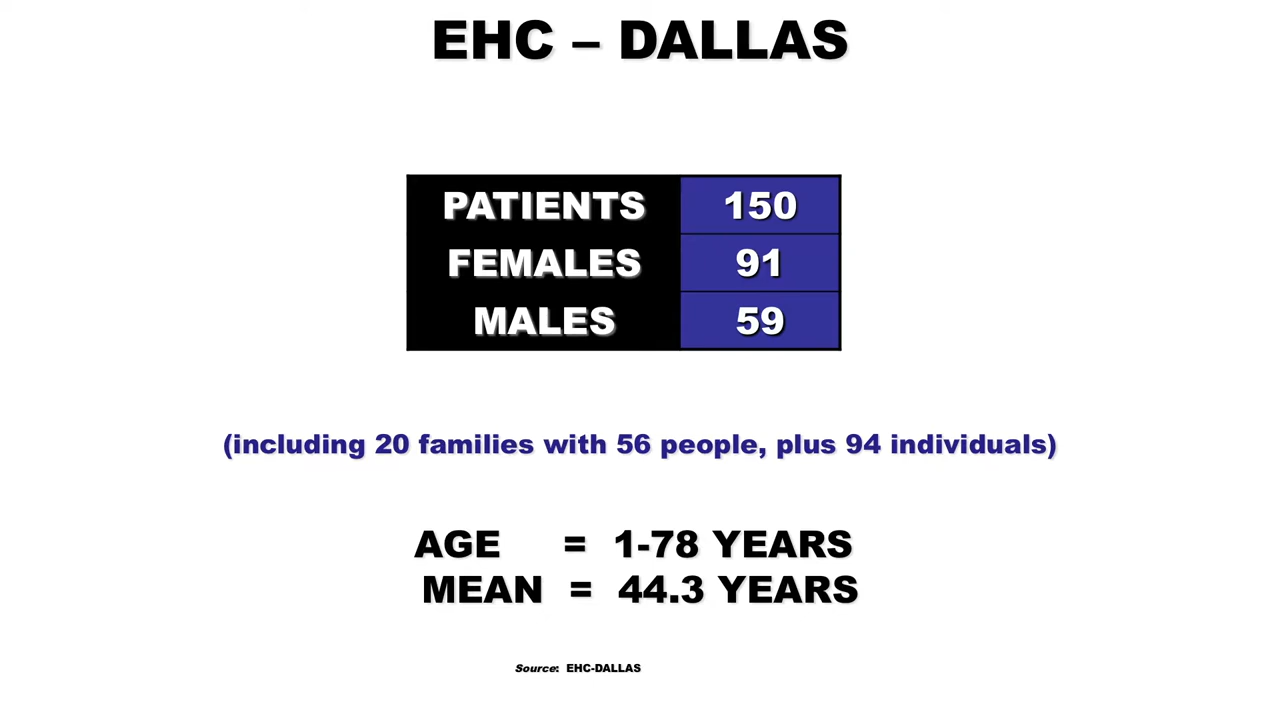 EHC – DALLAS
PATIENTS 150
FEMALES 91
MALES 59
(including 20 families with 56 people, plus 94 individuals)
AGE = 1-78 YEARS
MEAN = 44.3 YEARS
Source: EHC-DALLAS